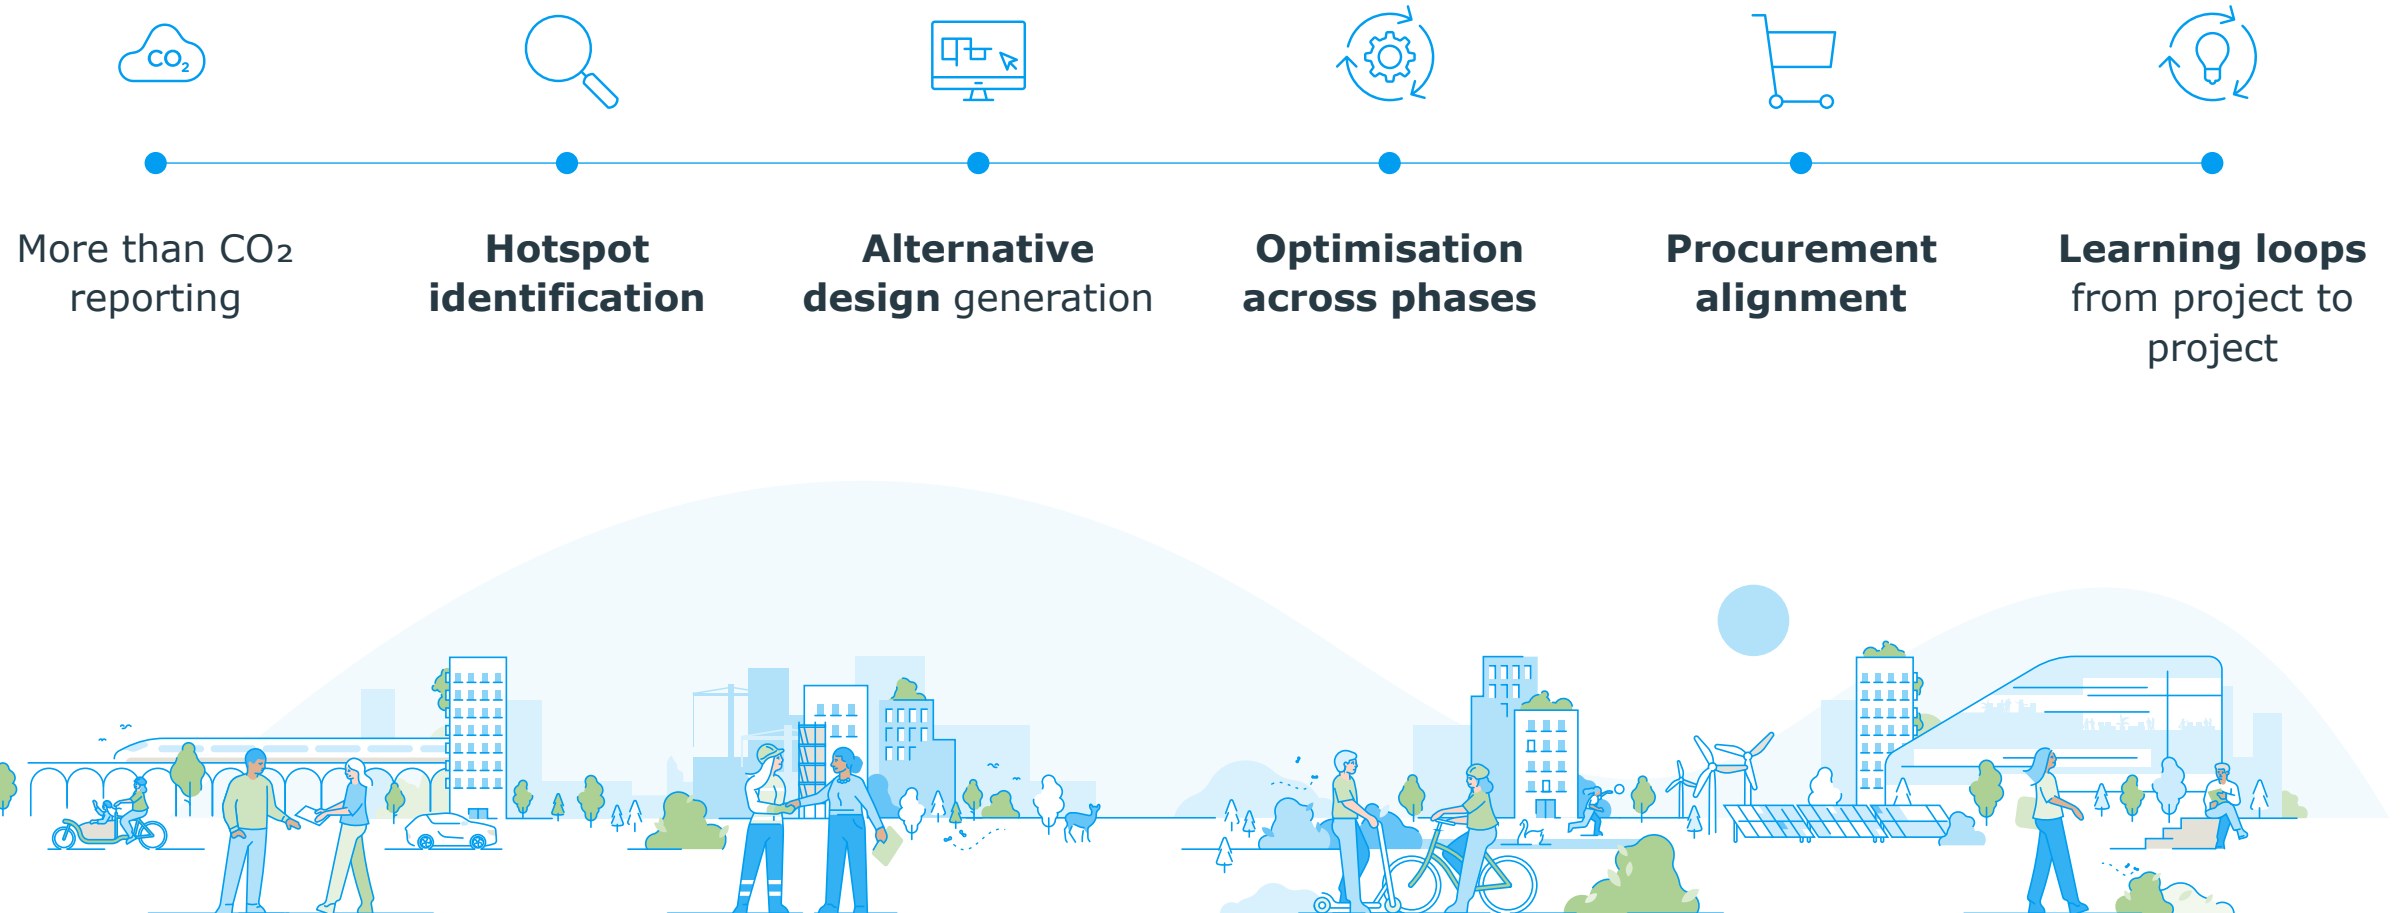 CO₂
More than CO₂
reporting
Hotspot
identification
Alternative
design generation
Optimisation
across phases
Procurement
alignment
Learning loops
from project to
project